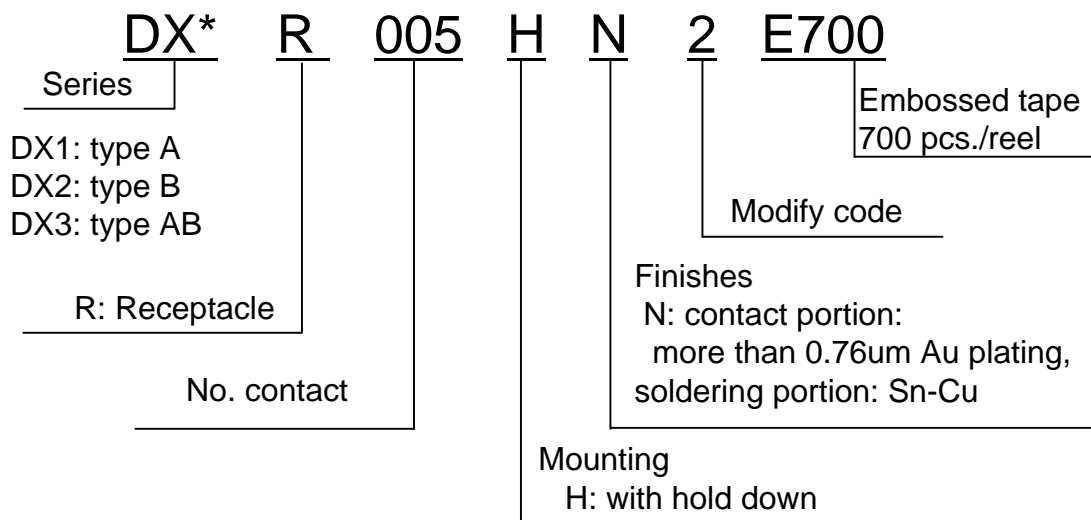 DX* R 005 H N 2 E700
Series
Embossed tape
700 pcs./reel
DX1: type A
DX2: type B
DX3: type AB
Modify code
R: Receptacle
Finishes
N: contact portion:
more than 0.76um Au plating,
soldering portion: Sn-Cu
No. contact
Mounting
H: with hold down